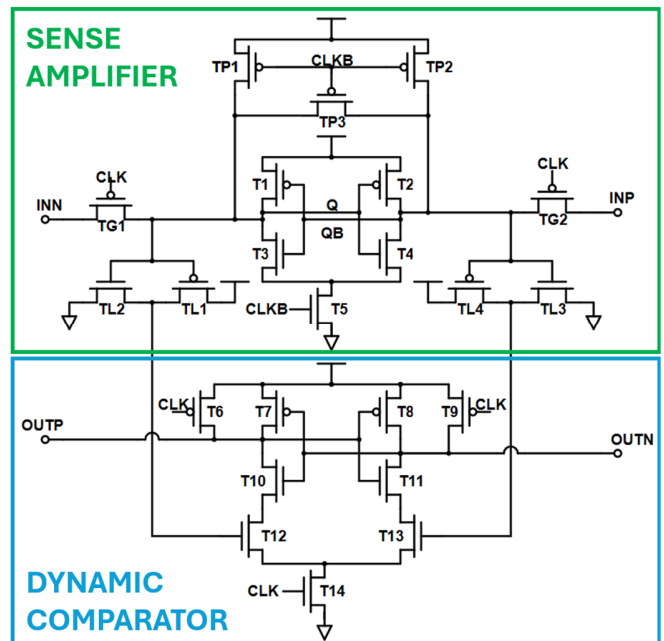 SENSE
AMPLIFIER
TP1 CLKB TP2
TP3
CLK T1 T2 CLK
INN Q INP
TG1 QB TG2
T3 T4
TL2 TL1 TL4 TL3
CLKB T5
CLK T6 T7 T8 T9 CLK
OUTP OUTN
T10 T11
T12 T13
CLK T14
DYNAMIC
COMPARATOR